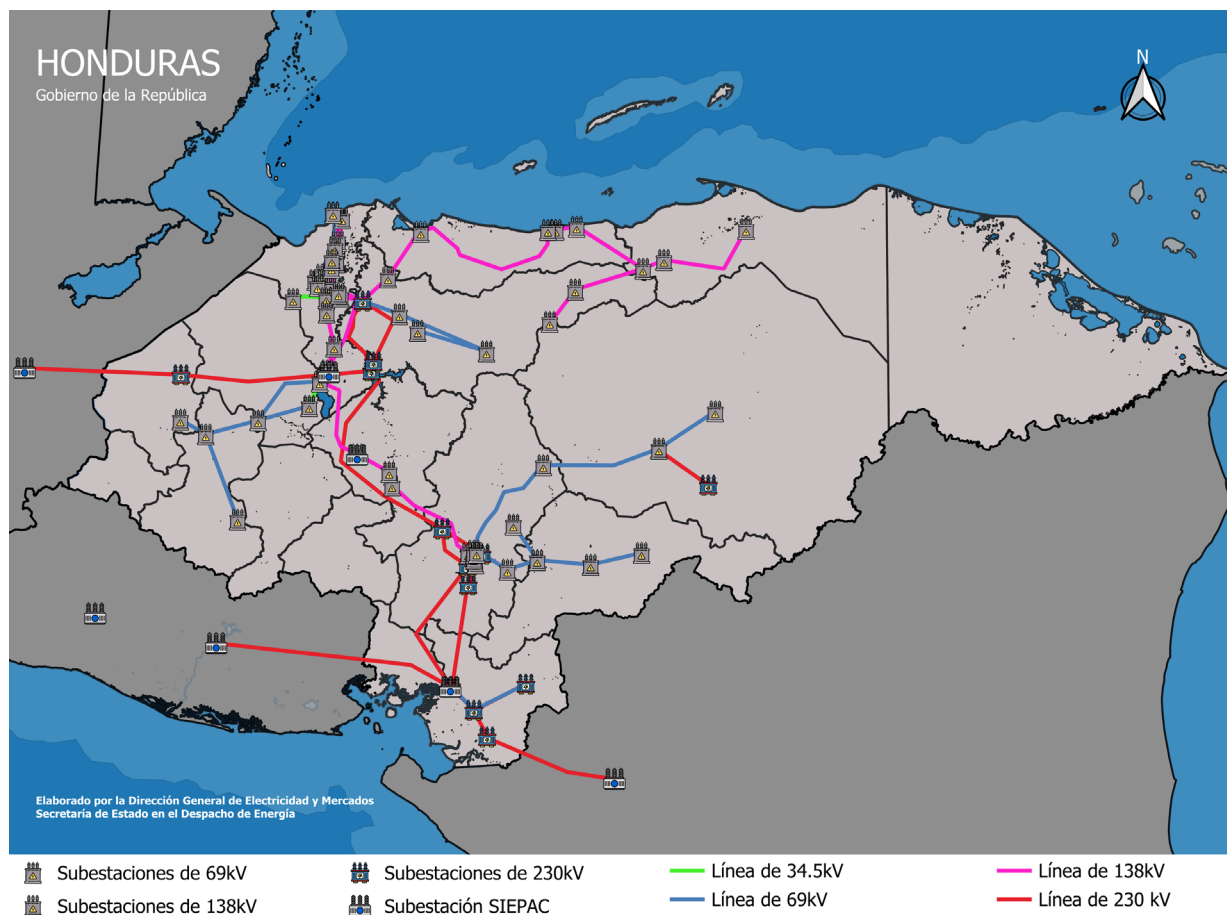 HONDURAS
Gobierno de la República
N
Elaborado por la Dirección General de Electricidad y Mercados
Secretaría de Estado en el Despacho de Energía
Subestaciones de 69kV
Subestaciones de 230kV
Línea de 34.5kV
Línea de 138kV
Subestaciones de 138kV
Subestación SIEPAC
Línea de 69kV
Línea de 230 kV